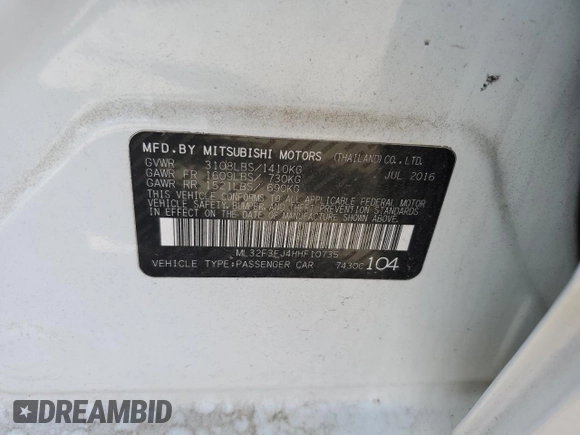 MFD.BY MITSUBISHI MOTORS (THAILAND)CO.,LTD.
GVWR 3108LBS/1410KG JUL 2016
GAWR FR 1609LBS/ 730KG
GAWR RR 1521LBS/ 690KG
THIS VEHICLE CONFORMS TO ALL APPLICABLE FEDERAL MOTOR
VEHICLE SAFETY, BUMPER AND THEFT PREVENTION STANDARDS
IN EFFECT ON THE DATE OF MANUFACTURE SHOWN ABOVE.
ML32F3FJ4HHF10735
VEHICLE TYPE:PASSENGER CAR 7430C 104
DREAMBID